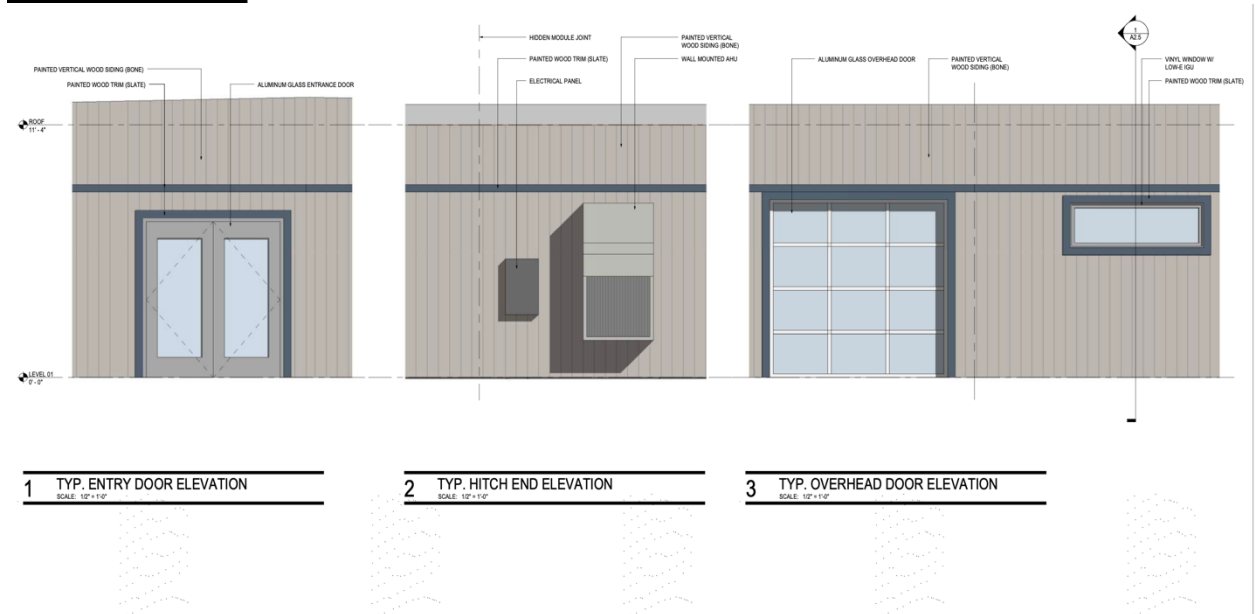 HIDDEN MODULE JOINT
PAINTED VERTICAL
WOOD SIDING (BONE)
1
A2.5
PAINTED VERTICAL WOOD SIDING (BONE)
PAINTED WOOD TRIM (SLATE)
ALUMINUM GLASS ENTRANCE DOOR
PAINTED WOOD TRIM (SLATE)
WALL MOUNTED AHU
ELECTRICAL PANEL
ALUMINUM GLASS OVERHEAD DOOR
PAINTED VERTICAL
WOOD SIDING (BONE)
VINYL WINDOW W/
LOW-E IGU
PAINTED WOOD TRIM (SLATE)
ROOF
11' - 4"
LEVEL 01
0' - 0"
1 TYP. ENTRY DOOR ELEVATION
SCALE: 1/2" = 1'-0"
2 TYP. HITCH END ELEVATION
SCALE: 1/2" = 1'-0"
3 TYP. OVERHEAD DOOR ELEVATION
SCALE: 1/2" = 1'-0"